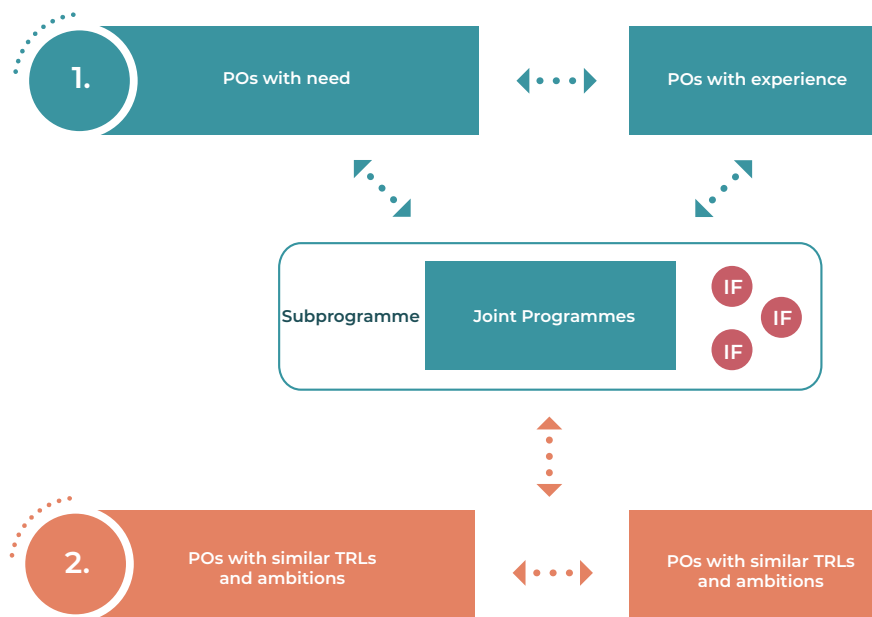 1.
POs with need
POs with experience
Subprogramme
Joint Programmes
IF
IF
IF
2.
POs with similar TRLs
and ambitions
POs with similar TRLs
and ambitions